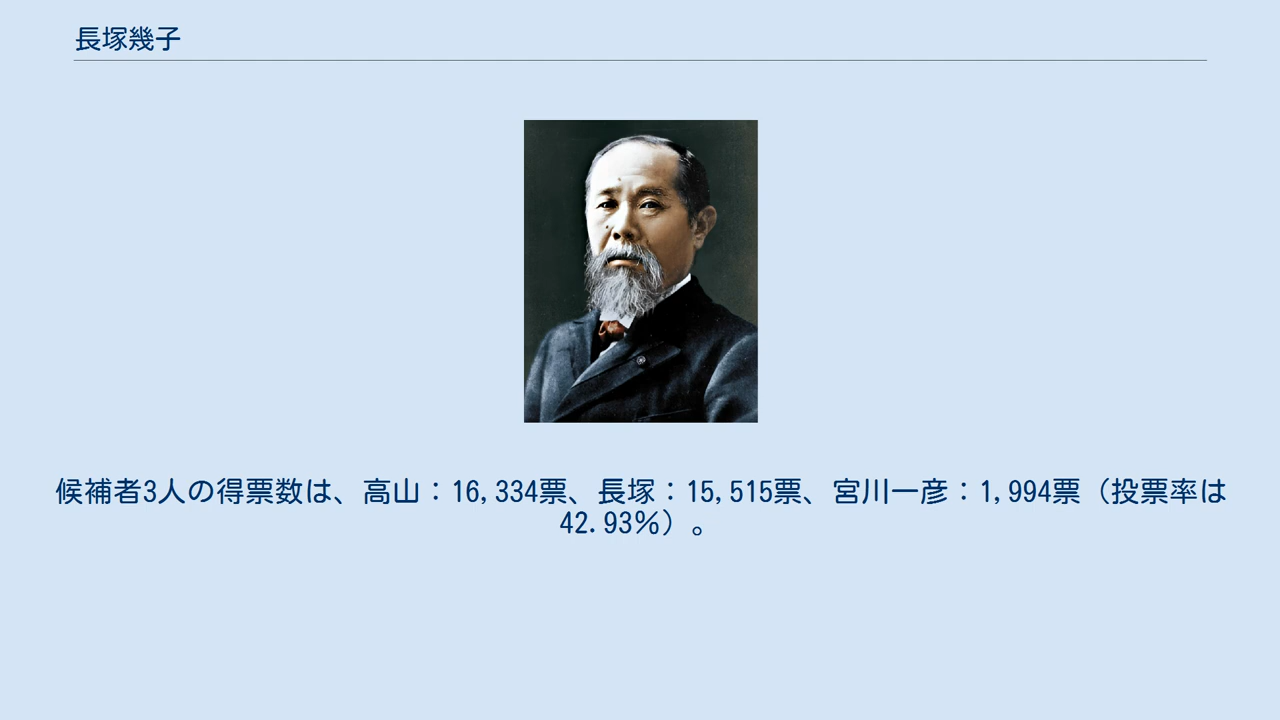 長塚幾子
候補者3人の得票数は、高山：16,334票、長塚：15,515票、宮川一彦：1,994票（投票率は
42.93%）。